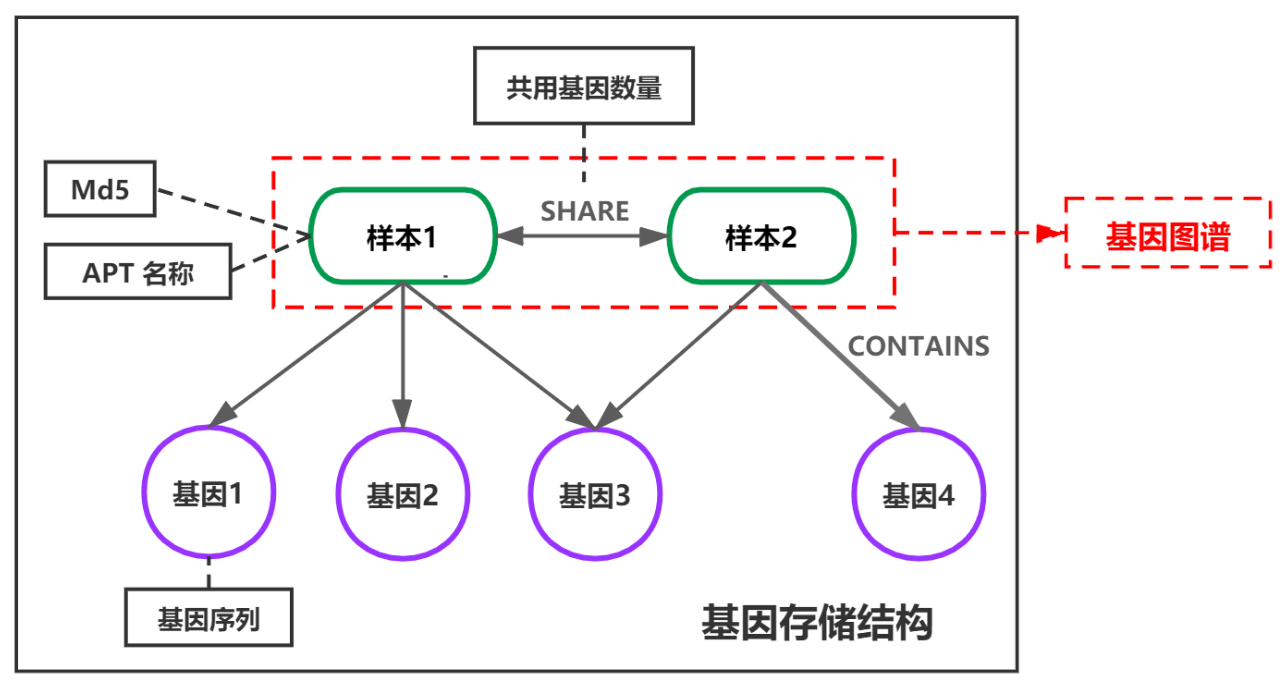 共用基因数量
Md5
SHARE
样本1
样本2
基因图谱
APT 名称
CONTAINS
基因1
基因2
基因3
基因4
基因序列
基因存储结构